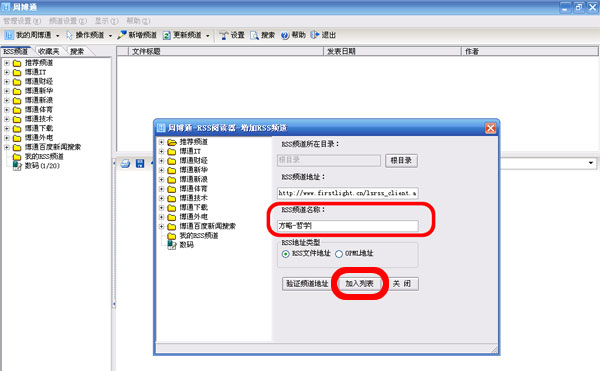 周博通
管理设置(X) 频道设置(Y) 显示(Z) 帮助(H)
我的周博通 操作频道 新增频道 更新频道 设置 搜索 帮助 退出
RSS频道 收藏夹 搜索
文件标题 发表日期 作者
推荐频道
博通IT
博通财经
博通新华
博通新浪
博通体育
博通技术
博通下载
博通外电
博通百度新闻搜索
我的RSS频道
数码(1/20)
周博通-RSS阅读器-增加RSS频道
推荐频道
博通IT
博通财经
博通新华
博通新浪
博通体育
博通技术
博通下载
博通外电
博通百度新闻搜索
我的RSS频道
数码
RSS频道所在目录：
根目录 根目录
RSS频道地址：
http://www.firstlight.cn/lsrss_client.a
RSS频道名称：
方略-哲学
RSS地址类型
RSS文件地址 OPML地址
验证频道地址 加入列表 关 闭